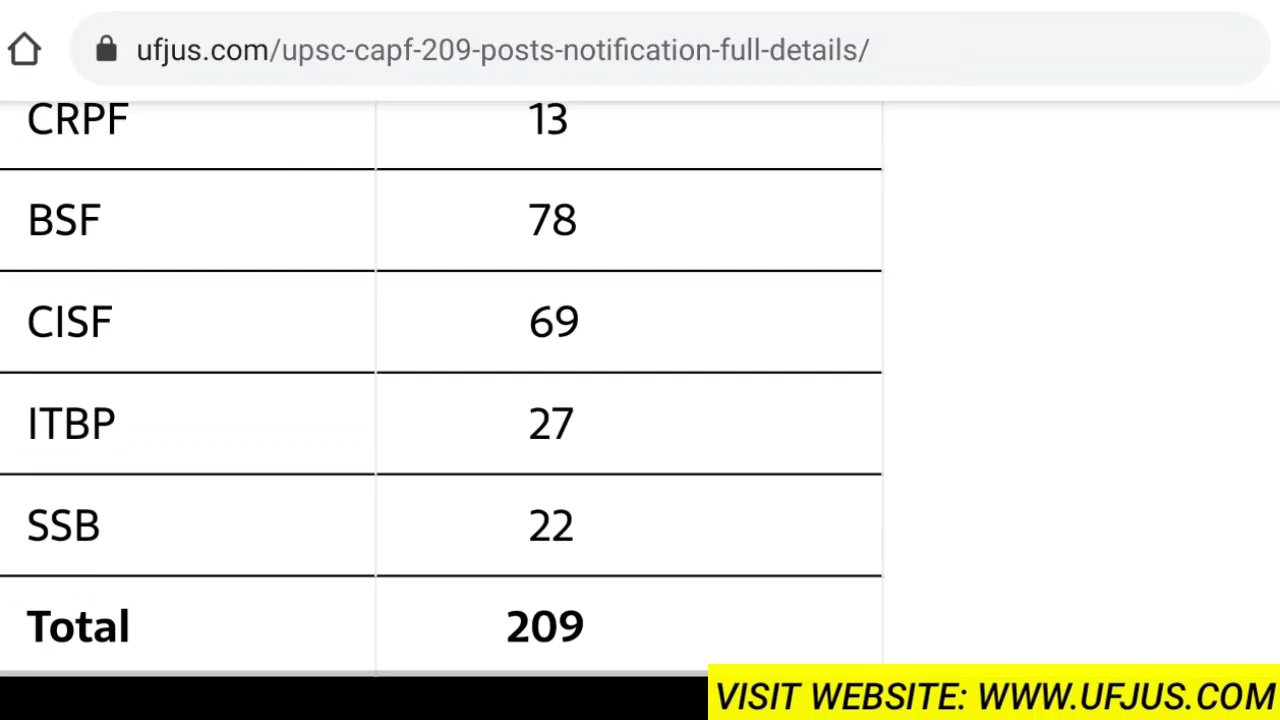 ufjus.com/upsc-capf-209-posts-notification-full-details/
CRPF 13
BSF 78
CISF 69
ITBP 27
SSB 22
Total 209
VISIT WEBSITE: WWW.UFJUS.COM